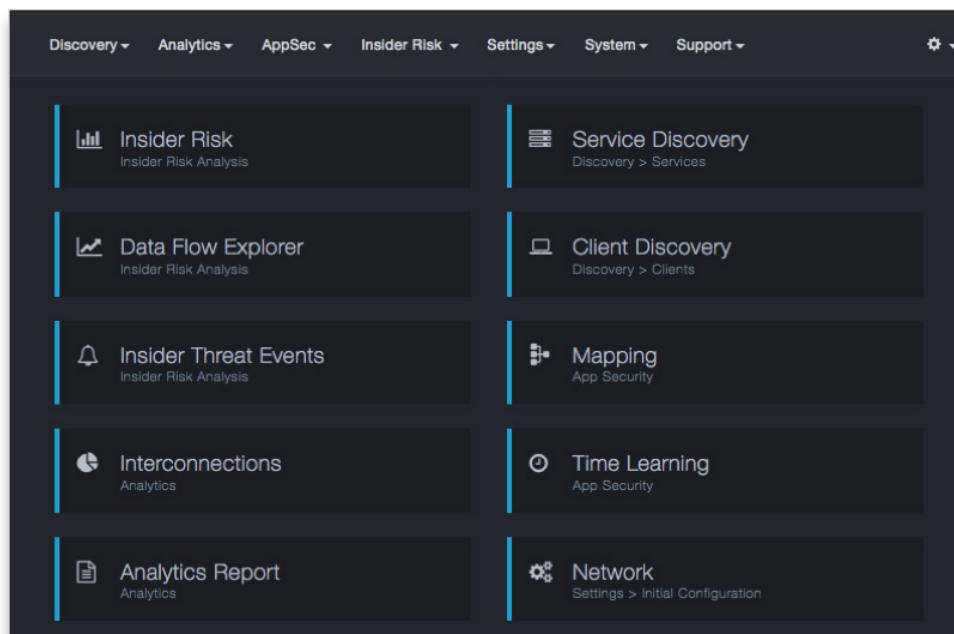 Discovery Analytics AppSec Insider Risk Settings System Support
Insider Risk
Insider Risk Analysis
Service Discovery
Discovery > Services
Data Flow Explorer
Insider Risk Analysis
Client Discovery
Discovery > Clients
Insider Threat Events
Insider Risk Analysis
Mapping
App Security
Interconnections
Analytics
Time Learning
App Security
Analytics Report
Analytics
Network
Settings > Initial Configuration